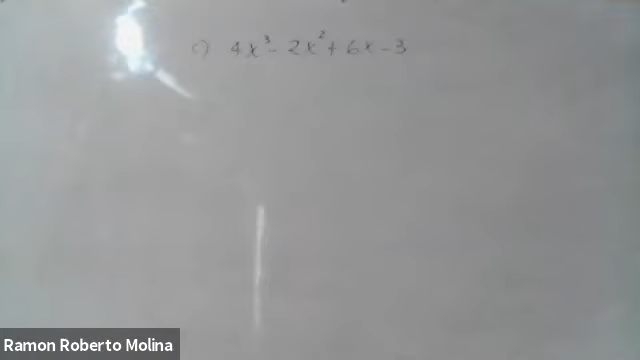 c) 4x³ - 2x² + 6x - 3
Ramon Roberto Molina